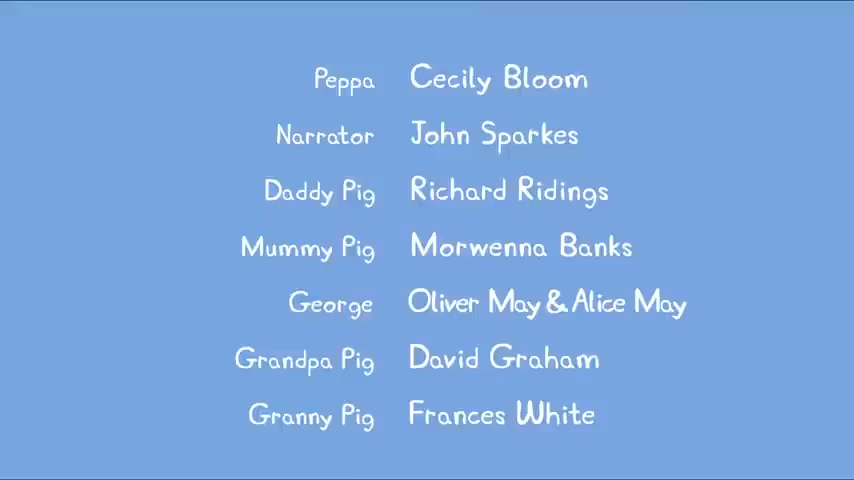 Peppa Cecily Bloom
Narrator John Sparkes
Daddy Pig Richard Ridings
Mummy Pig Morwenna Banks
George Oliver May & Alice May
Grandpa Pig David Graham
Granny Pig Frances White